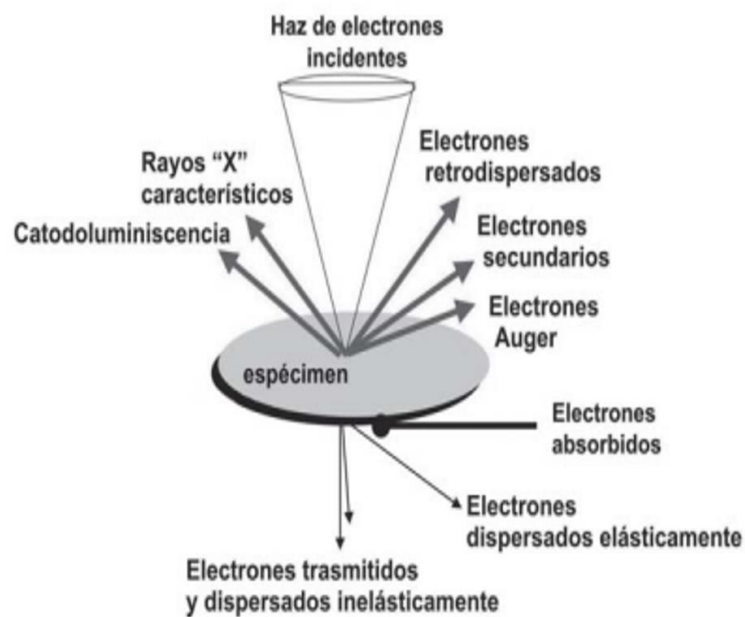 Haz de electrones
incidentes
Rayos “X”
característicos
Catodoluminiscencia
Electrones
retrodispersados
Electrones
secundarios
Electrones
Auger
espécimen
Electrones
absorbidos
Electrones
dispersados elásticamente
Electrones trasmitidos
y dispersados inelásticamente